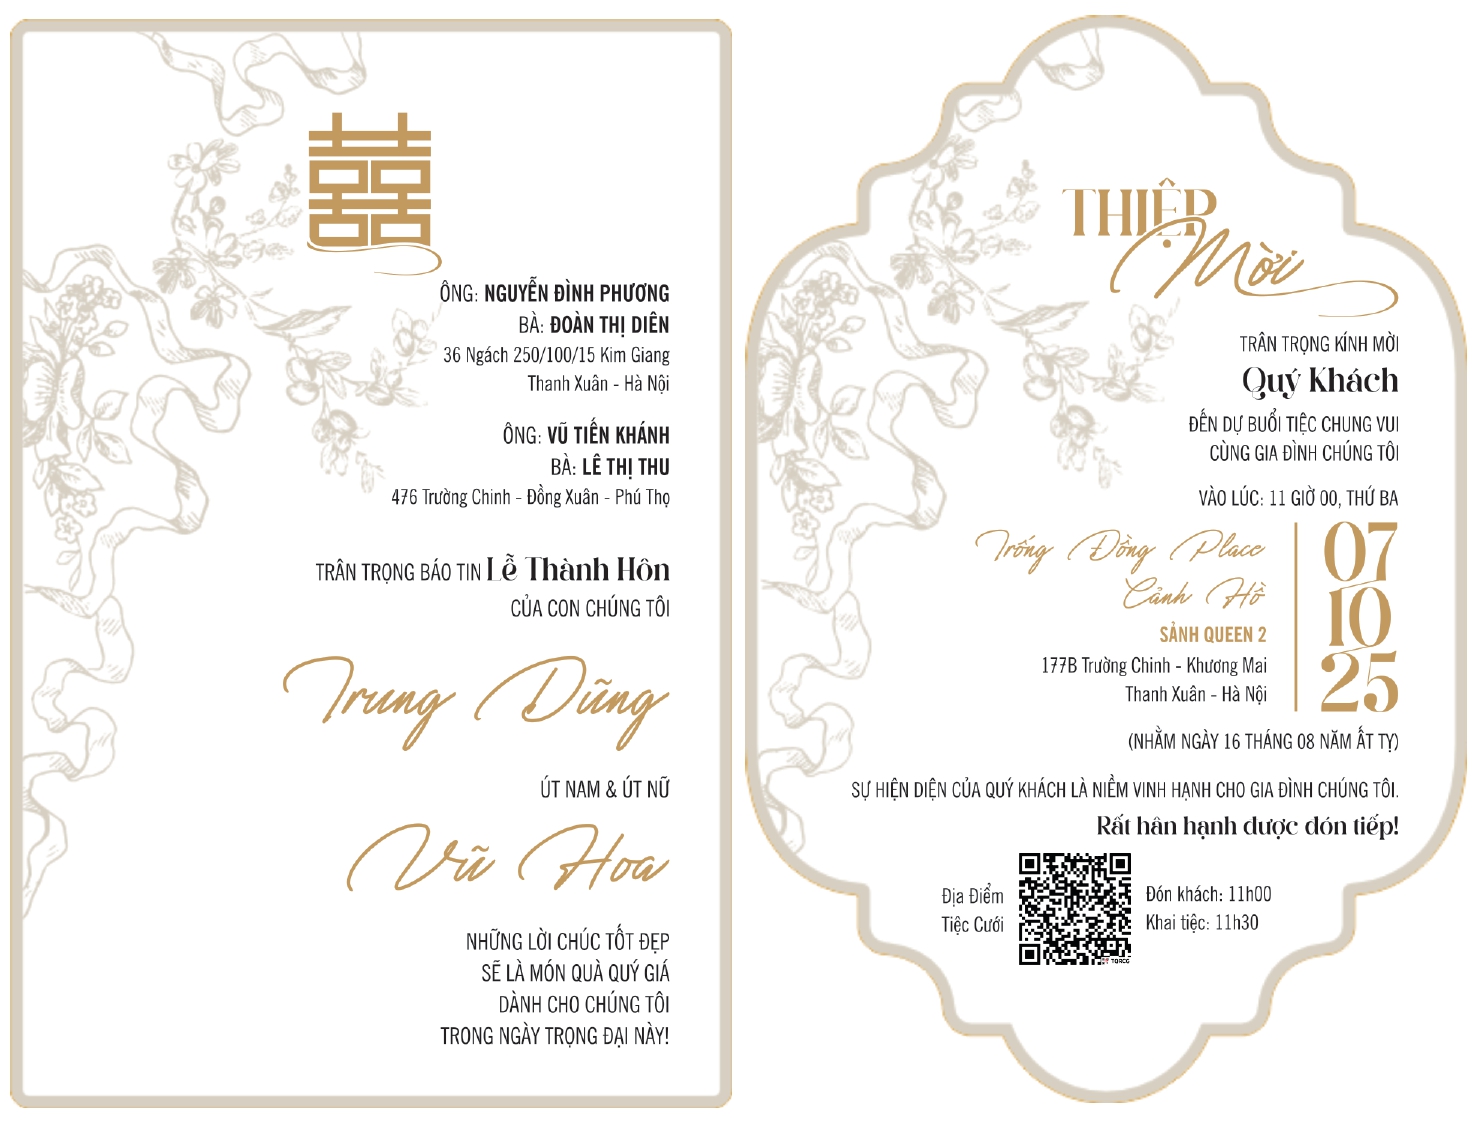 囍
ÔNG: NGUYỄN ĐÌNH PHƯƠNG
BÀ: ĐOÀN THỊ DIÊN
36 Ngách 250/100/15 Kim Giang
Thanh Xuân - Hà Nội
ÔNG: VŨ TIẾN KHÁNH
BÀ: LÊ THỊ THU
476 Trường Chinh - Đồng Xuân - Phú Thọ
TRÂN TRỌNG BÁO TIN Lễ Thành Hôn
CỦA CON CHÚNG TÔI
Trung Dũng
ÚT NAM & ÚT NỮ
Vũ Hoa
NHỮNG LỜI CHÚC TỐT ĐẸP
SẼ LÀ MÓN QUÀ QUÝ GIÁ
DÀNH CHO CHÚNG TÔI
TRONG NGÀY TRỌNG ĐẠI NÀY!
THIỆP
Mời
TRÂN TRỌNG KÍNH MỜI
Quý Khách
ĐẾN DỰ BUỔI TIỆC CHUNG VUI
CÙNG GIA ĐÌNH CHÚNG TÔI
VÀO LÚC: 11 GIỜ 00, THỨ BA
Trống Đồng Place
Cảnh Hồ
SẢNH QUEEN 2
177B Trường Chinh - Khương Mai
Thanh Xuân - Hà Nội
07
10
25
(NHẰM NGÀY 16 THÁNG 08 NĂM ẤT TỴ)
SỰ HIỆN DIỆN CỦA QUÝ KHÁCH LÀ NIỀM VINH HẠNH CHO GIA ĐÌNH CHÚNG TÔI.
Rất hân hạnh được đón tiếp!
Địa Điểm
Tiệc Cưới
TQRCG
Đón khách: 11h00
Khai tiệc: 11h30